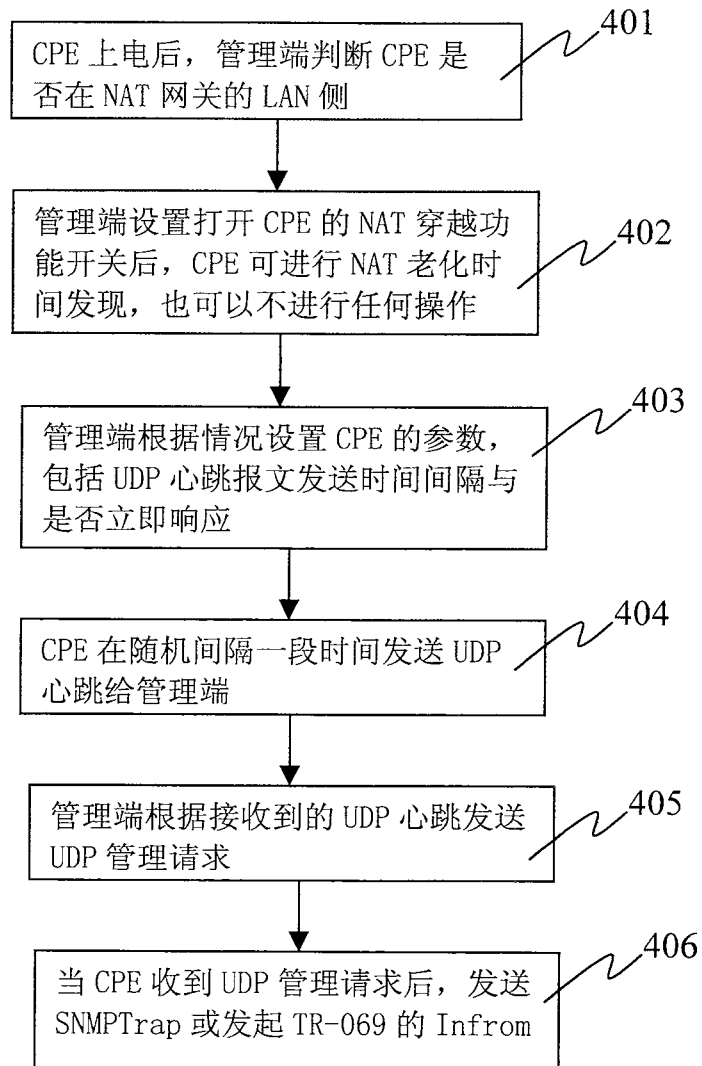 CPE 上电后，管理端判断 CPE 是
否在 NAT 网关的 LAN 侧
401
管理端设置打开 CPE 的 NAT 穿越功
能开关后，CPE 可进行 NAT 老化时
间发现，也可以不进行任何操作
402
管理端根据情况设置 CPE 的参数，
包括 UDP 心跳报文发送时间间隔与
是否立即响应
403
CPE 在随机间隔一段时间发送 UDP
心跳给管理端
404
管理端根据接收到的 UDP 心跳发送
UDP 管理请求
405
当 CPE 收到 UDP 管理请求后，发送
SNMPTrap 或发起 TR-069 的 Infrom
406